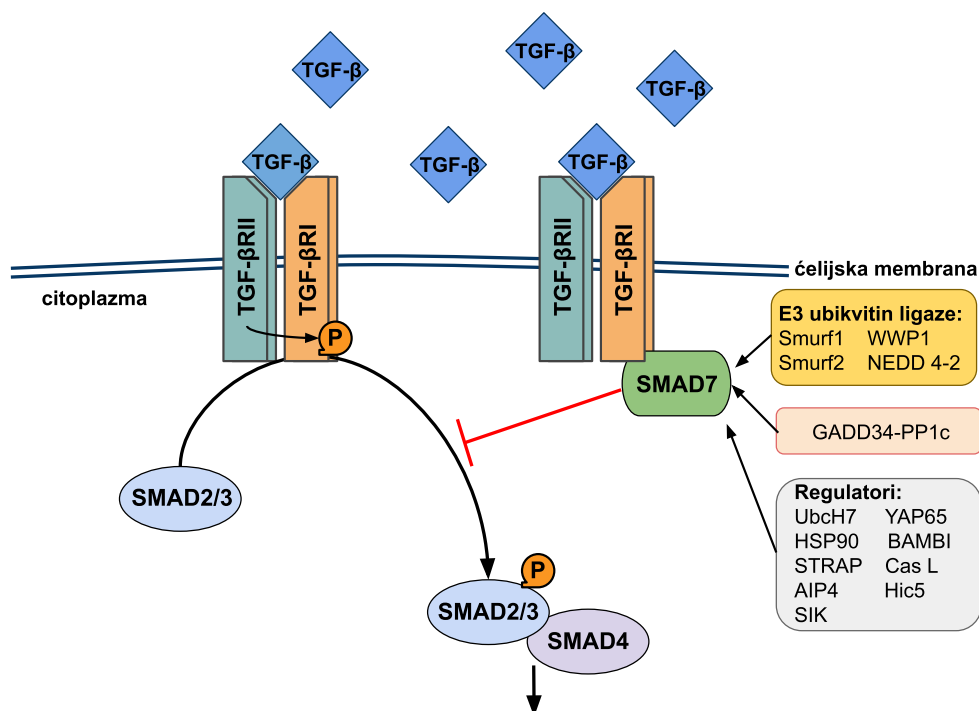 TGF-β
TGF-β
TGF-β
TGF-β
TGF-β
TGF-β
TGF-βRII
TGF-βRI
TGF-βRII
TGF-βRI
ćelijska membrana
citoplazma
P
E3 ubikvitin ligaze:
Smurf1 WWP1
Smurf2 NEDD 4-2
SMAD7
GADD34-PP1c
SMAD2/3
Regulatori:
UbcH7 YAP65
HSP90 BAMBI
STRAP Cas L
AIP4 Hic5
SIK
P
SMAD2/3
SMAD4